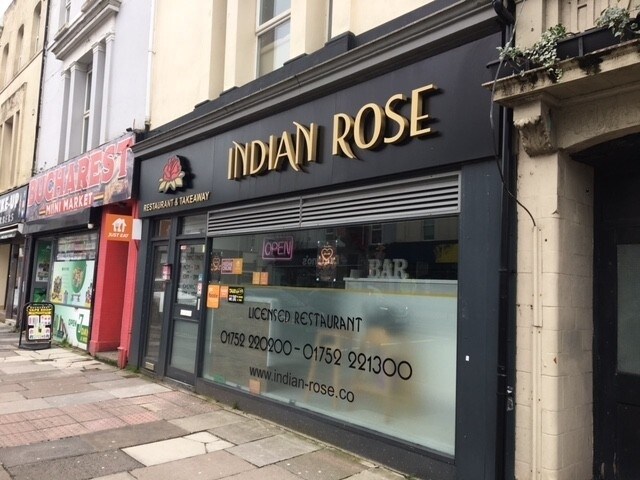 BUCHAREST
MINI MARKET
JUST EAT
INDIAN ROSE
RESTAURANT & TAKEAWAY
OPEN
BAR
LICENSED RESTAURANT
01752 220200 - 01752 221300
www.indian-rose.co